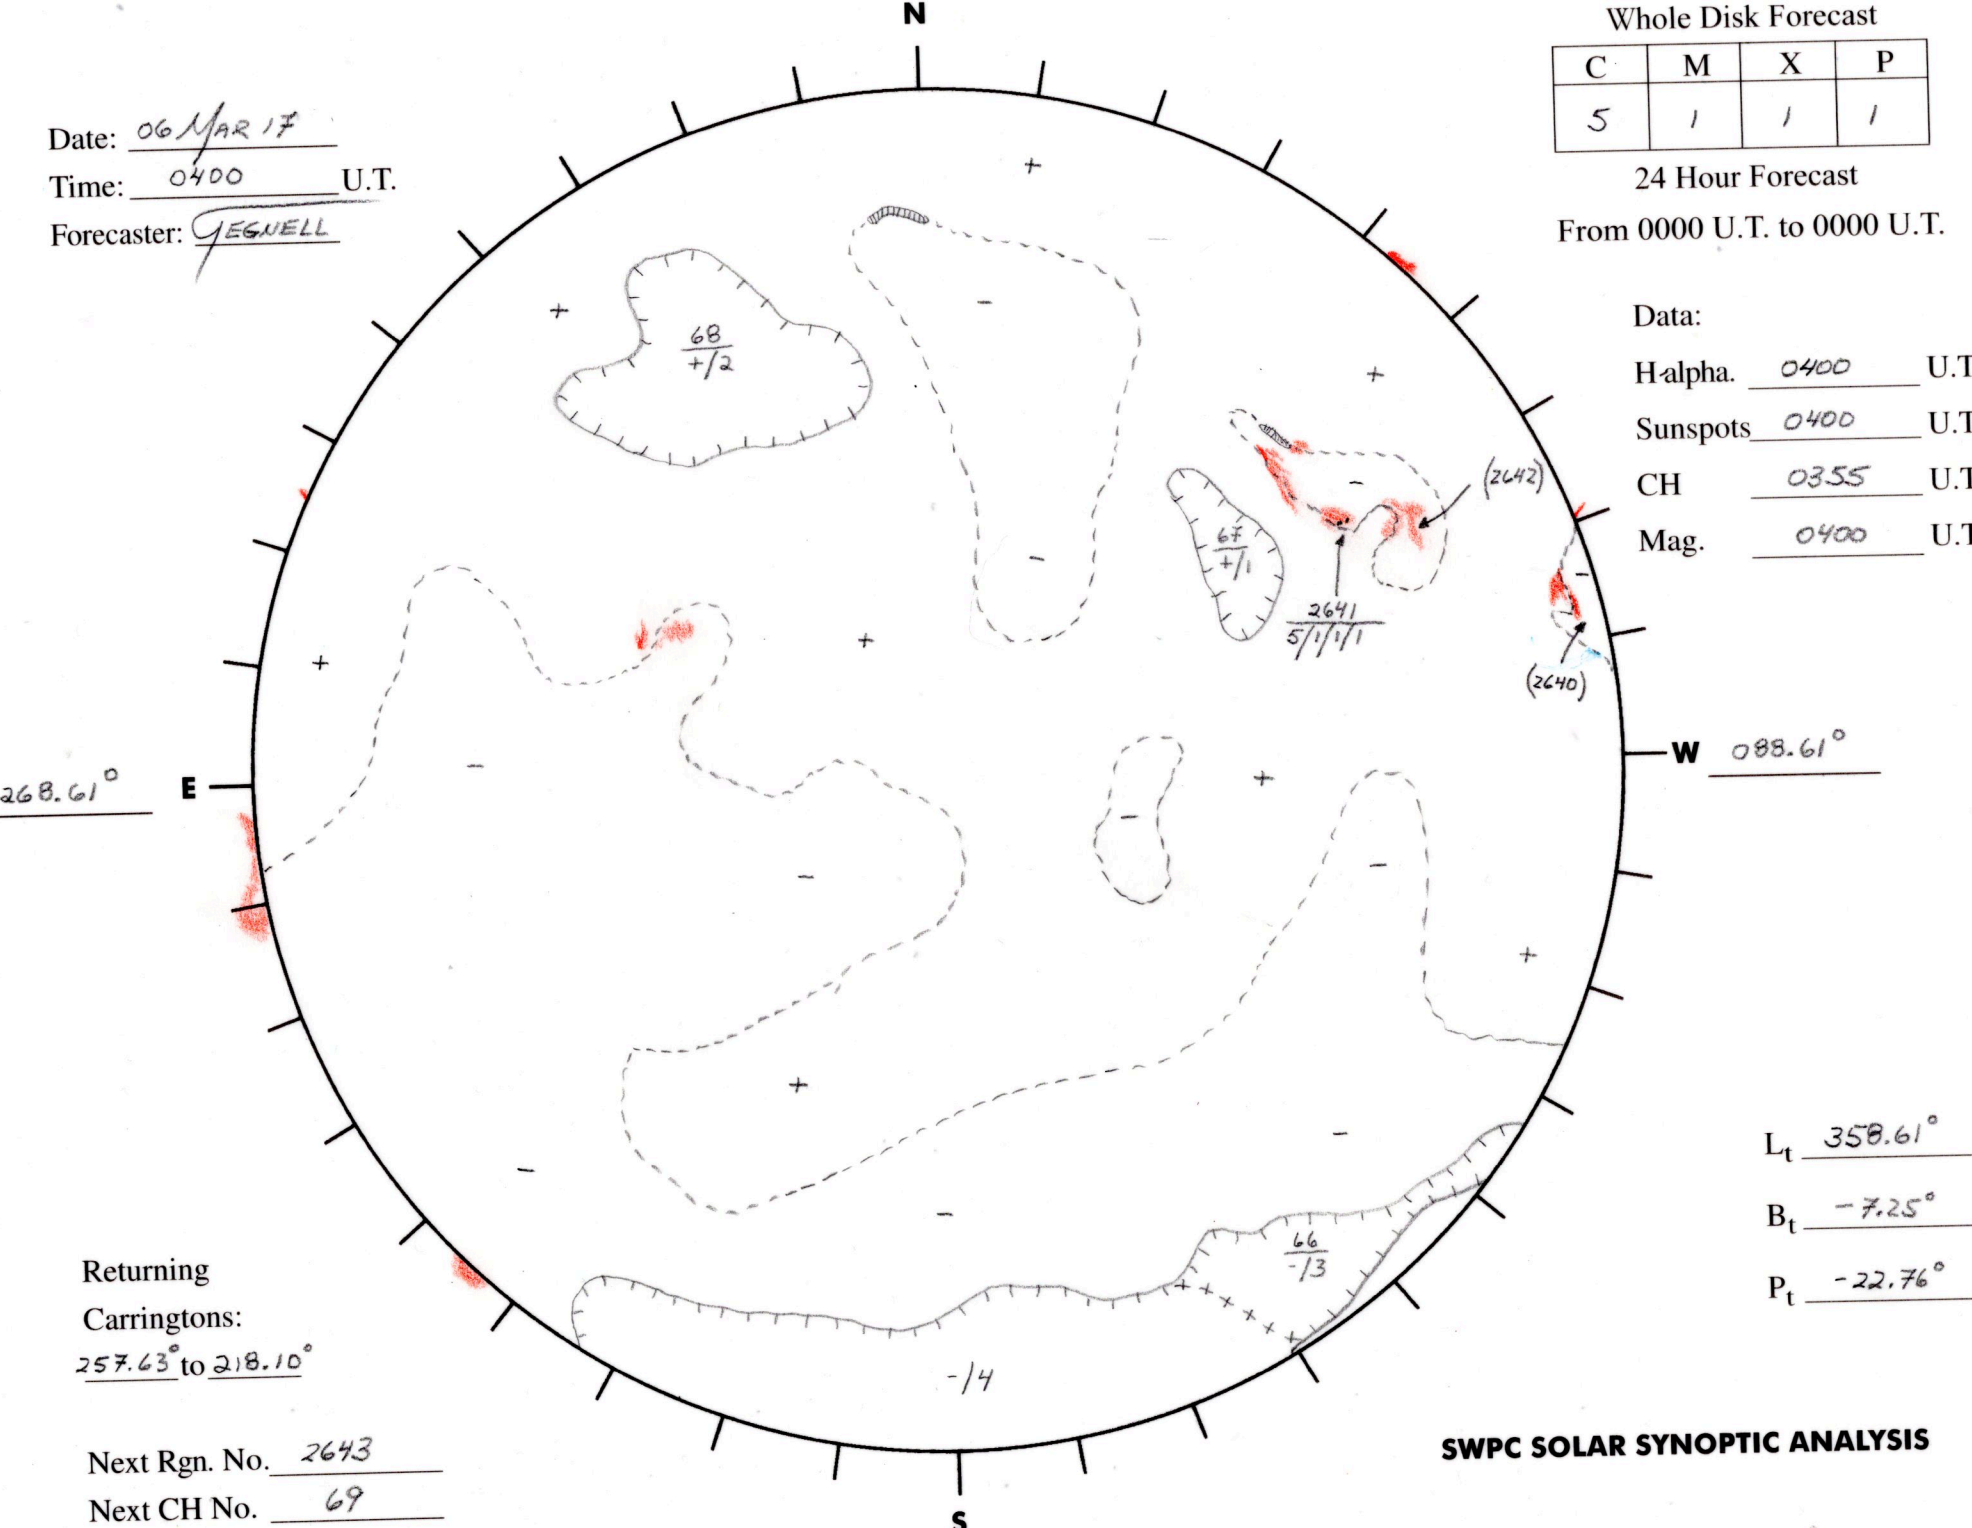 N
Whole Disk Forecast
C M X P
5 1 1 1
24 Hour Forecast
From 0000 U.T. to 0000 U.T.
Date: 06 MAR 17
Time: 0400 U.T.
Forecaster: GEGNELL
Data:
H-alpha. 0400 U.T
Sunspots 0400 U.T
CH 0355 U.T
Mag. 0400 U.T
+
+
-
68
+/2
+
-
(2642)
67
+/1
-
2641
5/1/1/1
-
(2640)
+
+
268.61° E
-
+
W 088.61°
-
-
-
+
+
-
-
-
66
-/3
-/4
Lt 358.61°
Bt -7.25°
Pt -22.76°
Returning
Carringtons:
257.63° to 218.10°
Next Rgn. No. 2643
Next CH No. 69
SWPC SOLAR SYNOPTIC ANALYSIS
S